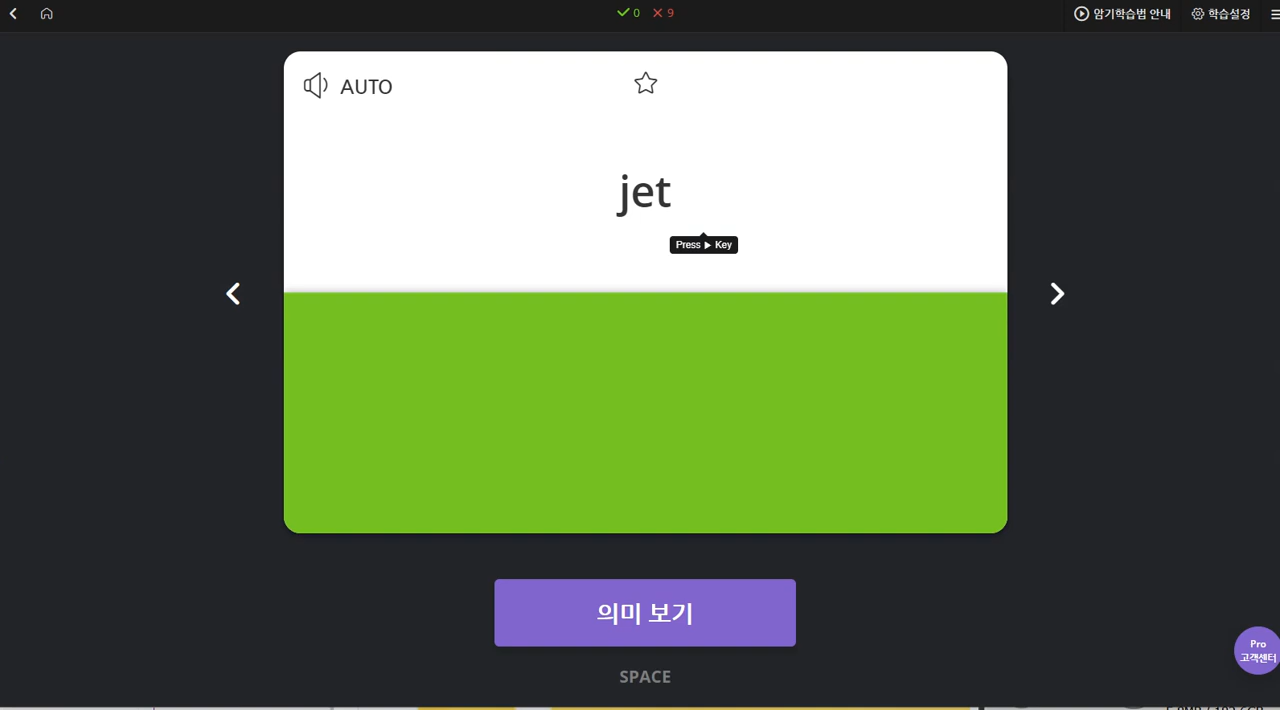 0 9 암기학습법 안내 학습설정
AUTO
jet
Press ▶ Key
의미 보기
Pro
고객센터
SPACE